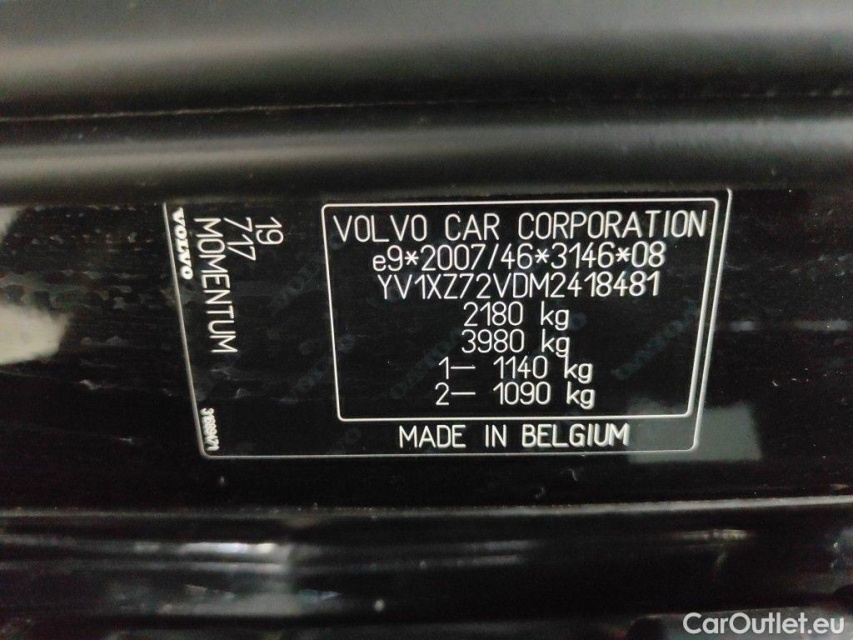 VOLVO CAR CORPORATION
e9*2007/46*3146*08
YV1XZ72VDM2418481
2180 kg
3980 kg
1— 1140 kg
2— 1090 kg
MADE IN BELGIUM
19
717
MOMENTUM
VOLVO
CarOutlet.eu